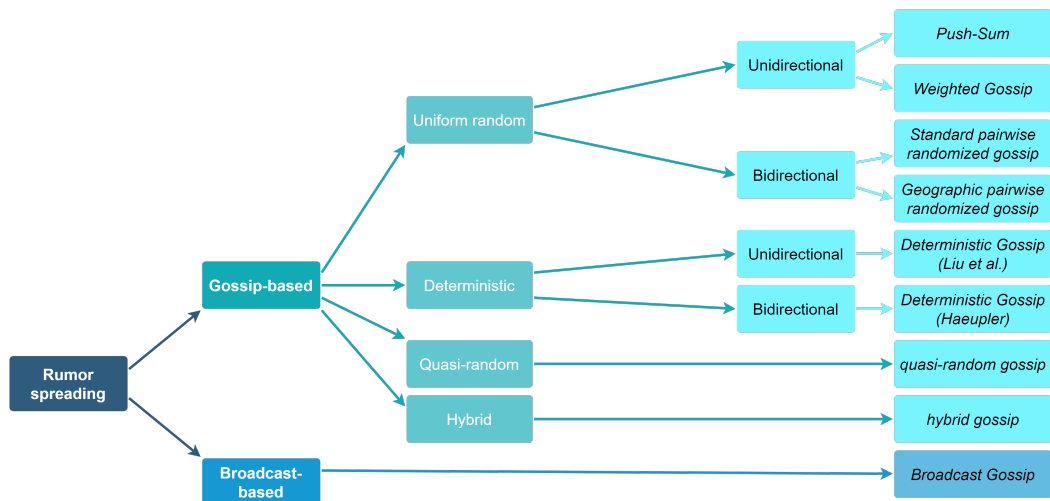 Push-Sum
Unidirectional
Weighted Gossip
Uniform random
Standard pairwise
randomized gossip
Bidirectional
Geographic pairwise
randomized gossip
Gossip-based
Deterministic
Unidirectional
Deterministic Gossip
(Liu et al.)
Bidirectional
Deterministic Gossip
(Haeupler)
Rumor
spreading
Quasi-random
quasi-random gossip
Hybrid
hybrid gossip
Broadcast-
based
Broadcast Gossip